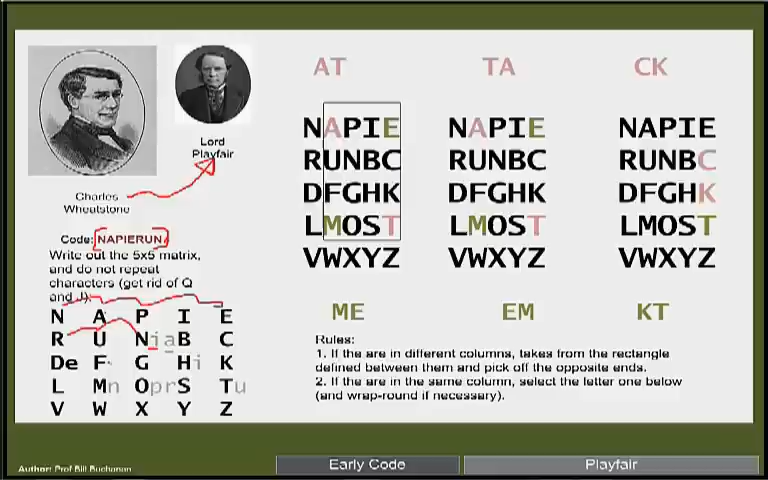 Lord
Playfair
Charles
Wheatstone
Code: NAPIERUN
Write out the 5x5 matrix,
and do not repeat
characters (get rid of Q
and J).
N A P I E
R U N j a B C
De F G H i K
L M n O p r S T u
V W X Y Z
AT TA CK
NAPIE NAPIE NAPIE
RUNBC RUNBC RUNBC
DFGHK DFGHK DFGHK
LMOST LMOST LMOST
VWXYZ VWXYZ VWXYZ
ME EM KT
Rules:
1. If the are in different columns, takes from the rectangle
defined between them and pick off the opposite ends.
2. If the are in the same column, select the letter one below
(and wrap-round if necessary).
Author: Prof Bill Buchanan
Early Code Playfair